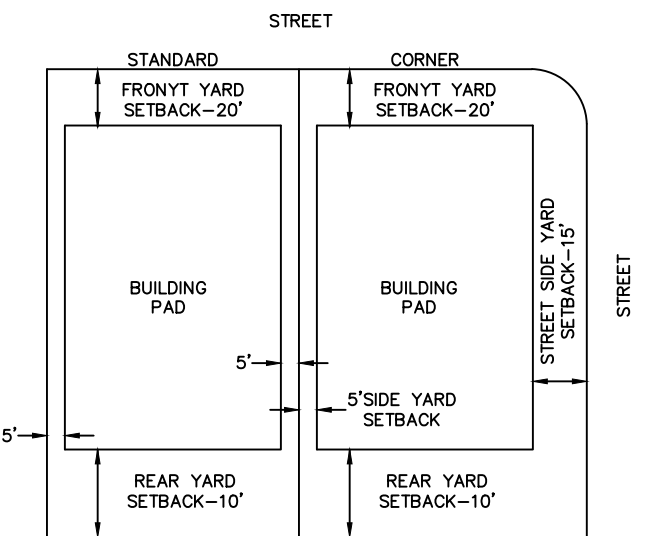 STREET
STANDARD
CORNER
FRONYT YARD
SETBACK-20'
FRONYT YARD
SETBACK-20'
STREET SIDE YARD
SETBACK-15'
STREET
BUILDING
PAD
BUILDING
PAD
5'
5'SIDE YARD
SETBACK
5'
REAR YARD
SETBACK-10'
REAR YARD
SETBACK-10'